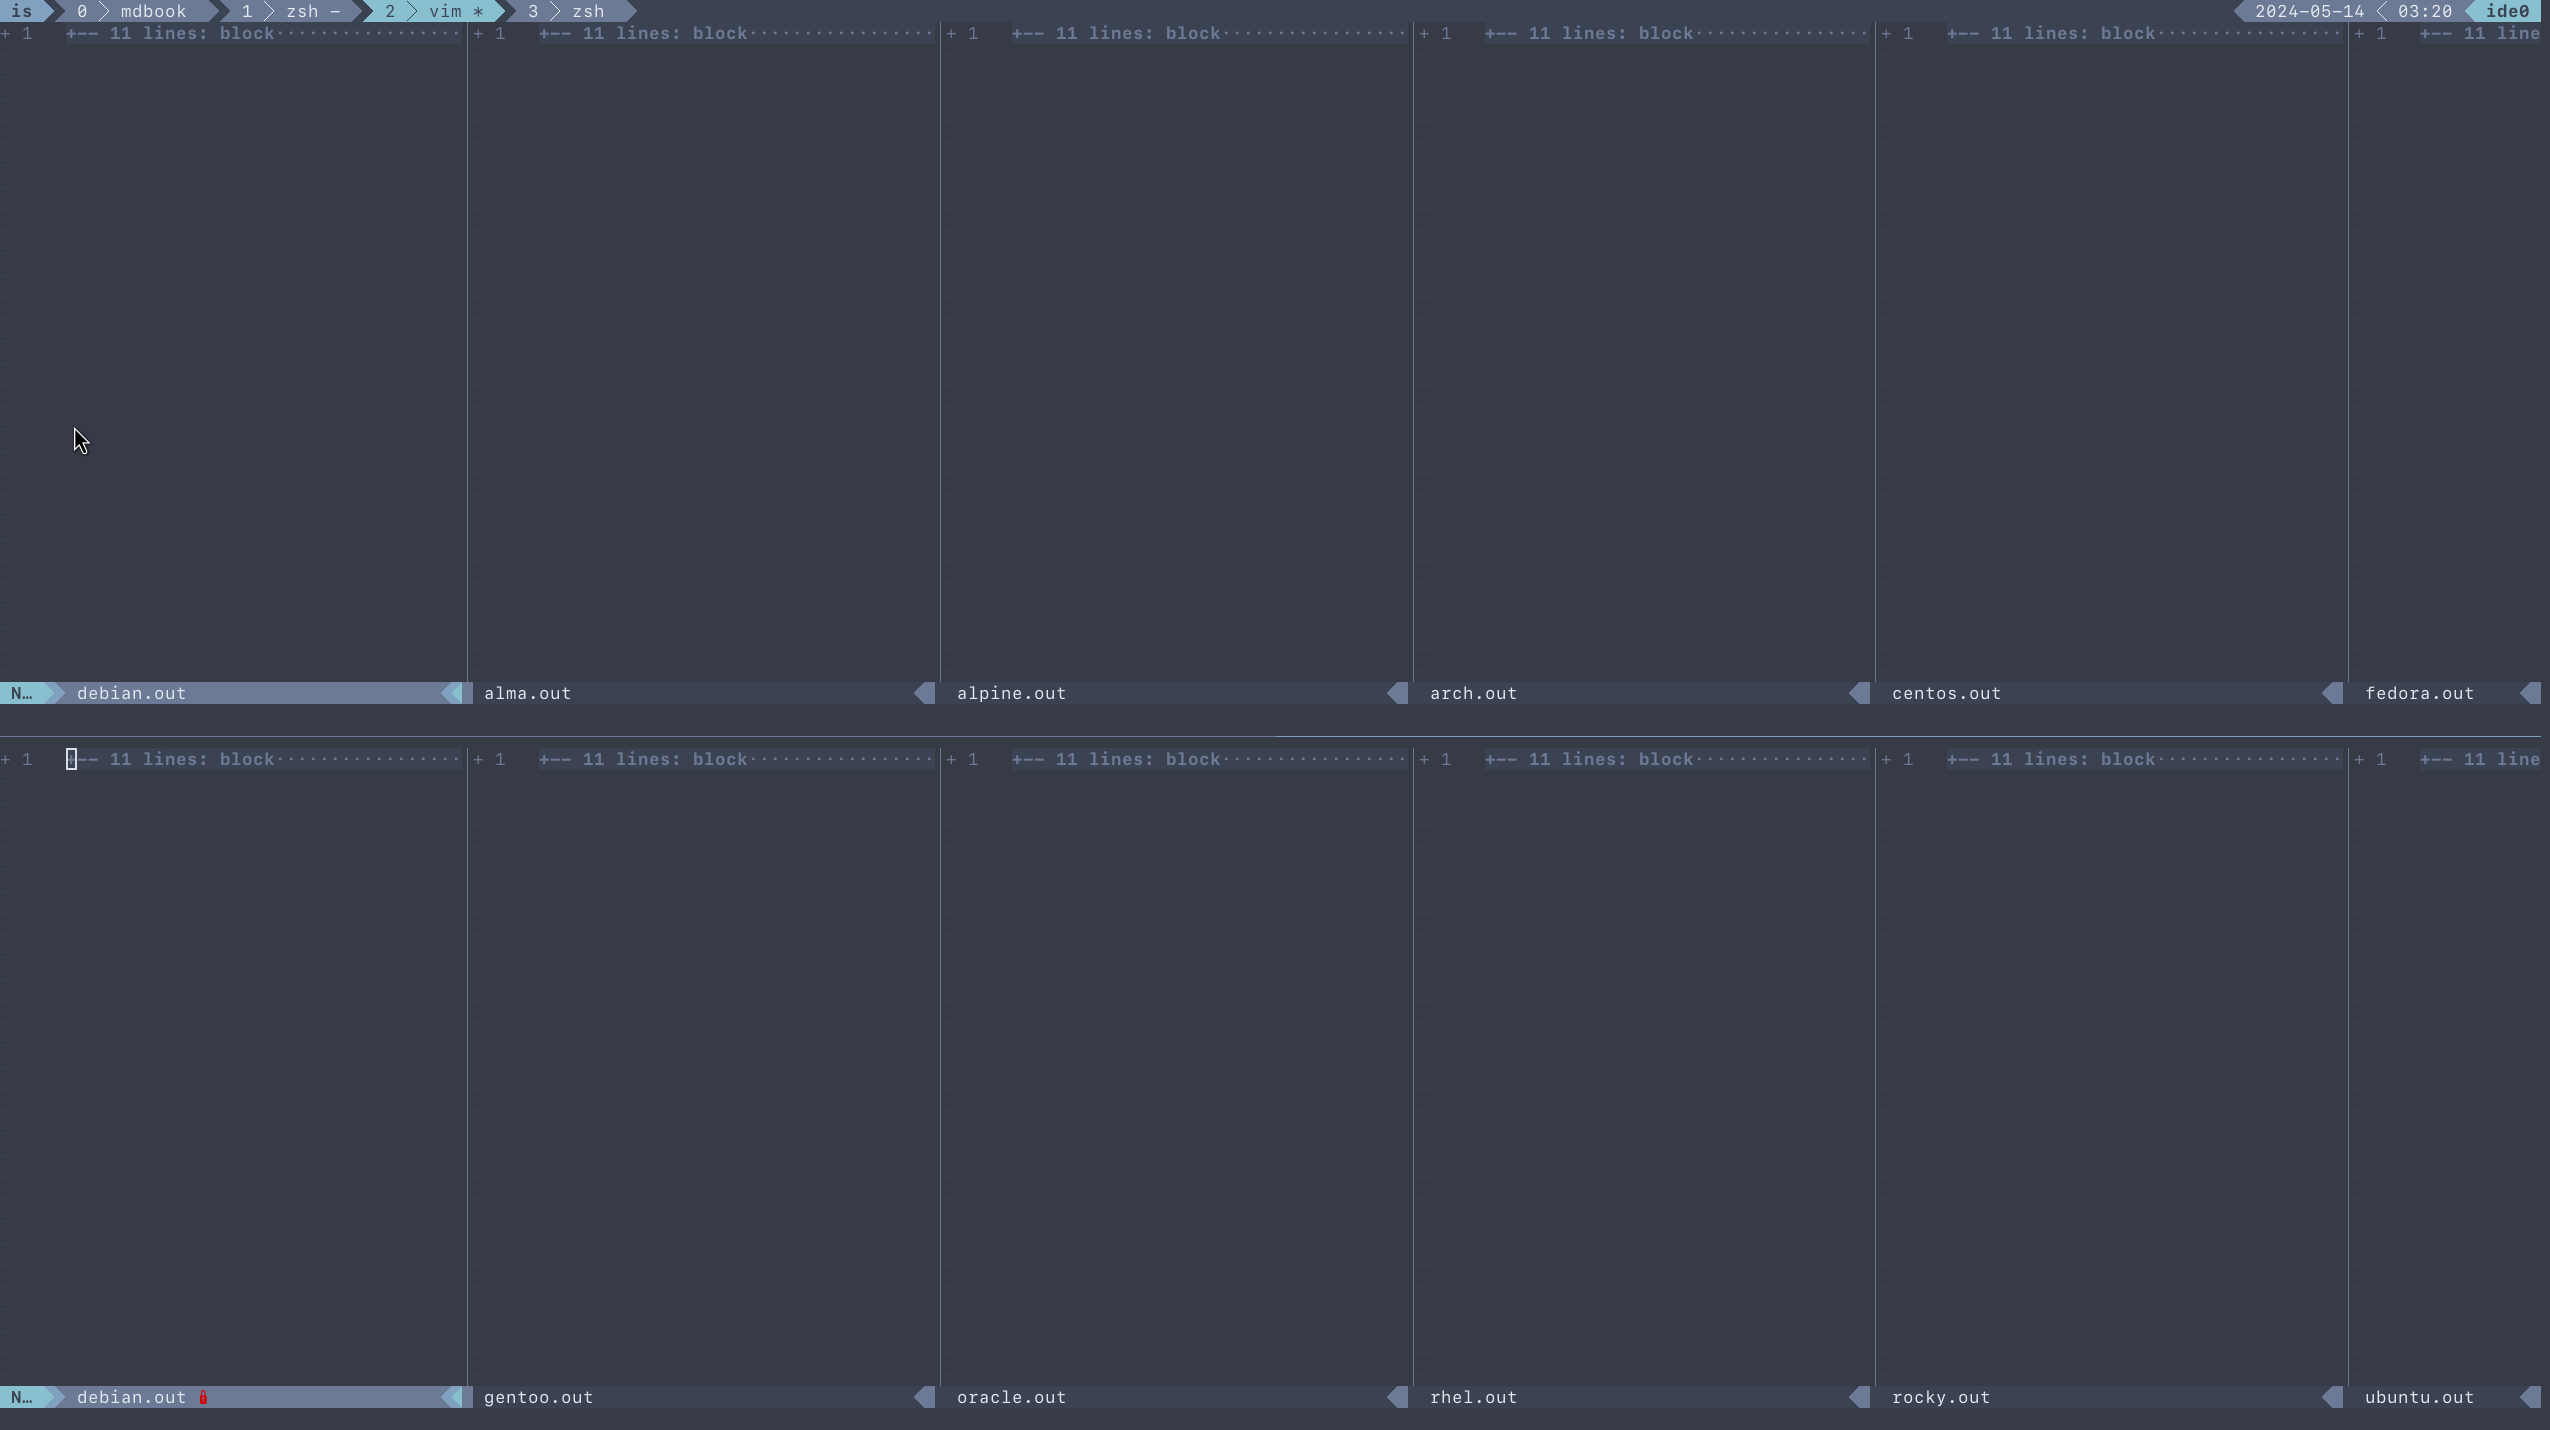 is 0 mdbook 1 zsh - 2 vim * 3 zsh 2024-05-14 03:20 ide0
+ 1 +-- 11 lines: block················· + 1 +-- 11 lines: block················· + 1 +-- 11 lines: block················· + 1 +-- 11 lines: block················ + 1 +-- 11 lines: block················· + 1 +-- 11 line
N… debian.out alma.out alpine.out arch.out centos.out fedora.out
+ 1 +-- 11 lines: block················· + 1 +-- 11 lines: block················· + 1 +-- 11 lines: block················· + 1 +-- 11 lines: block················ + 1 +-- 11 lines: block················· + 1 +-- 11 line
N… debian.out gentoo.out oracle.out rhel.out rocky.out ubuntu.out